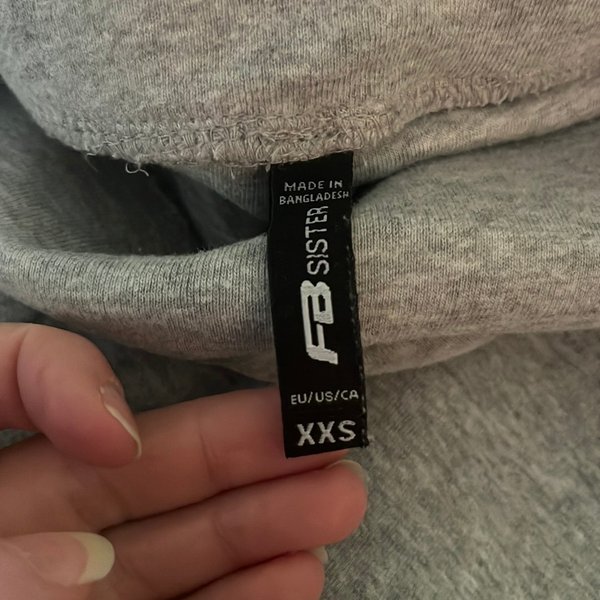 MADE IN
BANGLADESH
FB SISTER
EU/US/CA
XXS